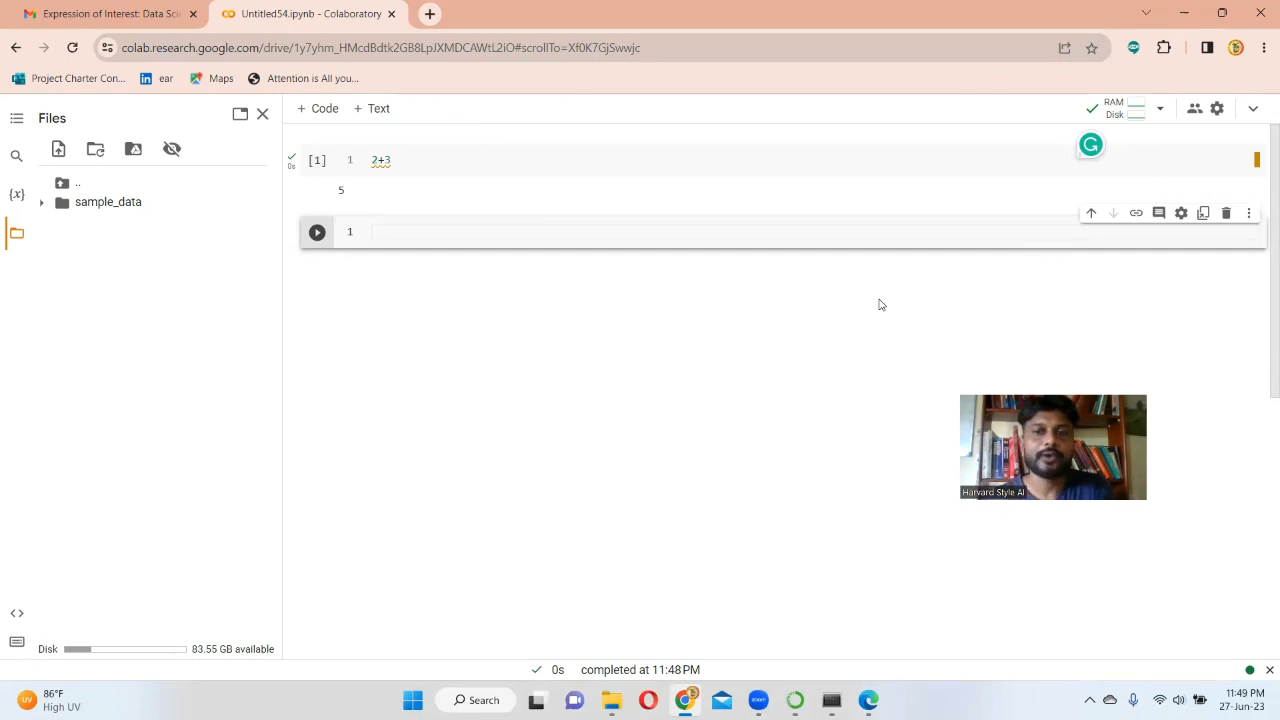 Expression of Interest: Data Sci
Untitled54.ipynb - Colaboratory
colab.research.google.com/drive/1y7yhm_HMcdBdtk2GB8LpJXMDCAWtL2iO#scrollTo=Xf0K7GjSwwjc
Project Charter Con...
ear
Maps
Attention is All you...
Files
+ Code
+ Text
RAM
Disk
[1]
1
2+3
0s
5
..
sample_data
{x}
1
Harvard Style AI
Disk
83.55 GB available
0s
completed at 11:48 PM
UV
86°F
High UV
Search
zoom
11:49 PM
27-Jun-23